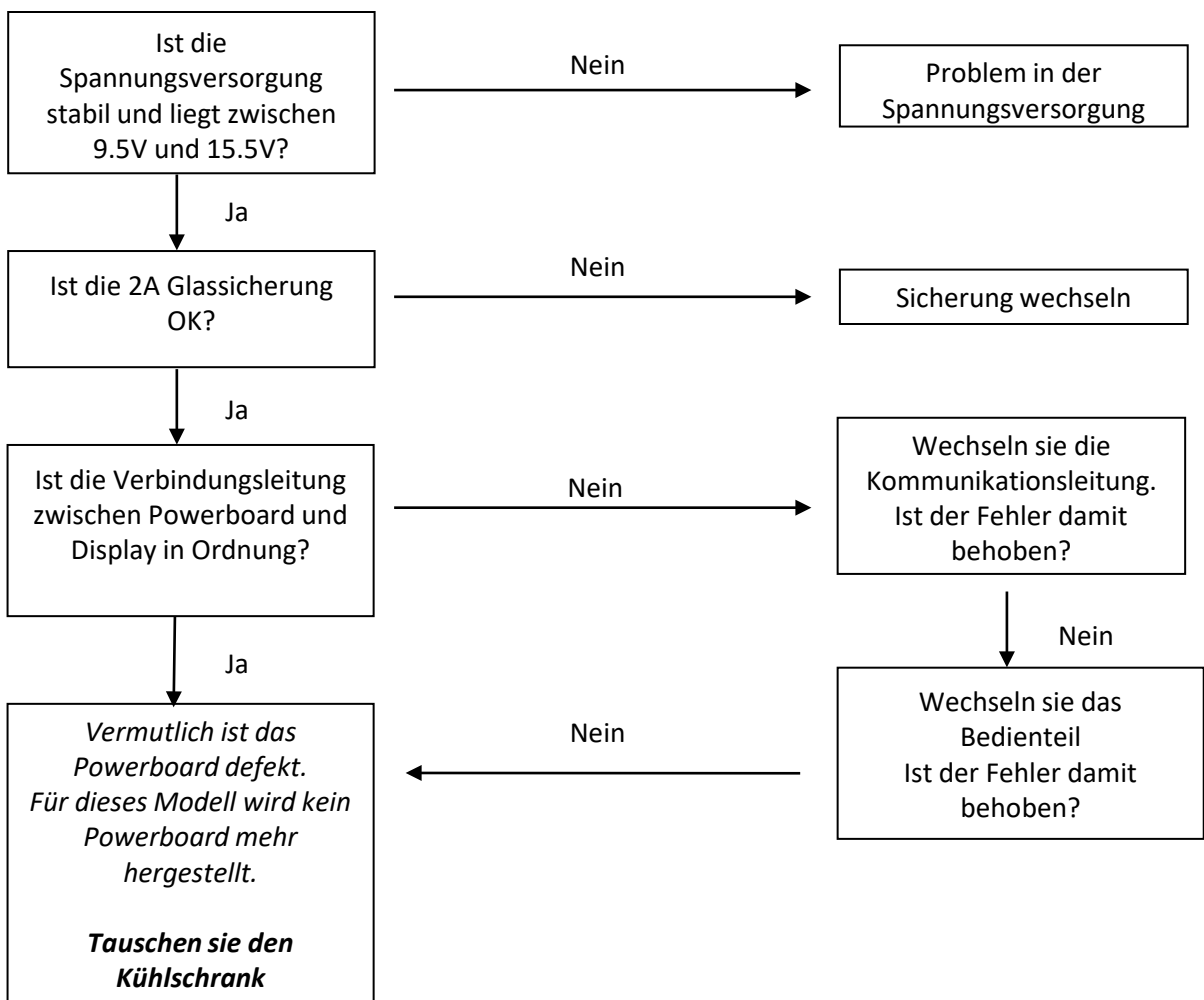 Ist die
Spannungsversorgung
stabil und liegt zwischen
9.5V und 15.5V?
Nein
Problem in der
Spannungsversorgung
Ja
Ist die 2A Glassicherung
OK?
Nein
Sicherung wechseln
Ja
Ist die Verbindungsleitung
zwischen Powerboard und
Display in Ordnung?
Nein
Wechseln sie die
Kommunikationsleitung.
Ist der Fehler damit
behoben?
Ja
Nein
Vermutlich ist das
Powerboard defekt.
Für dieses Modell wird kein
Powerboard mehr
hergestellt.
Tauschen sie den
Kühlschrank
Nein
Wechseln sie das
Bedienteil
Ist der Fehler damit
behoben?